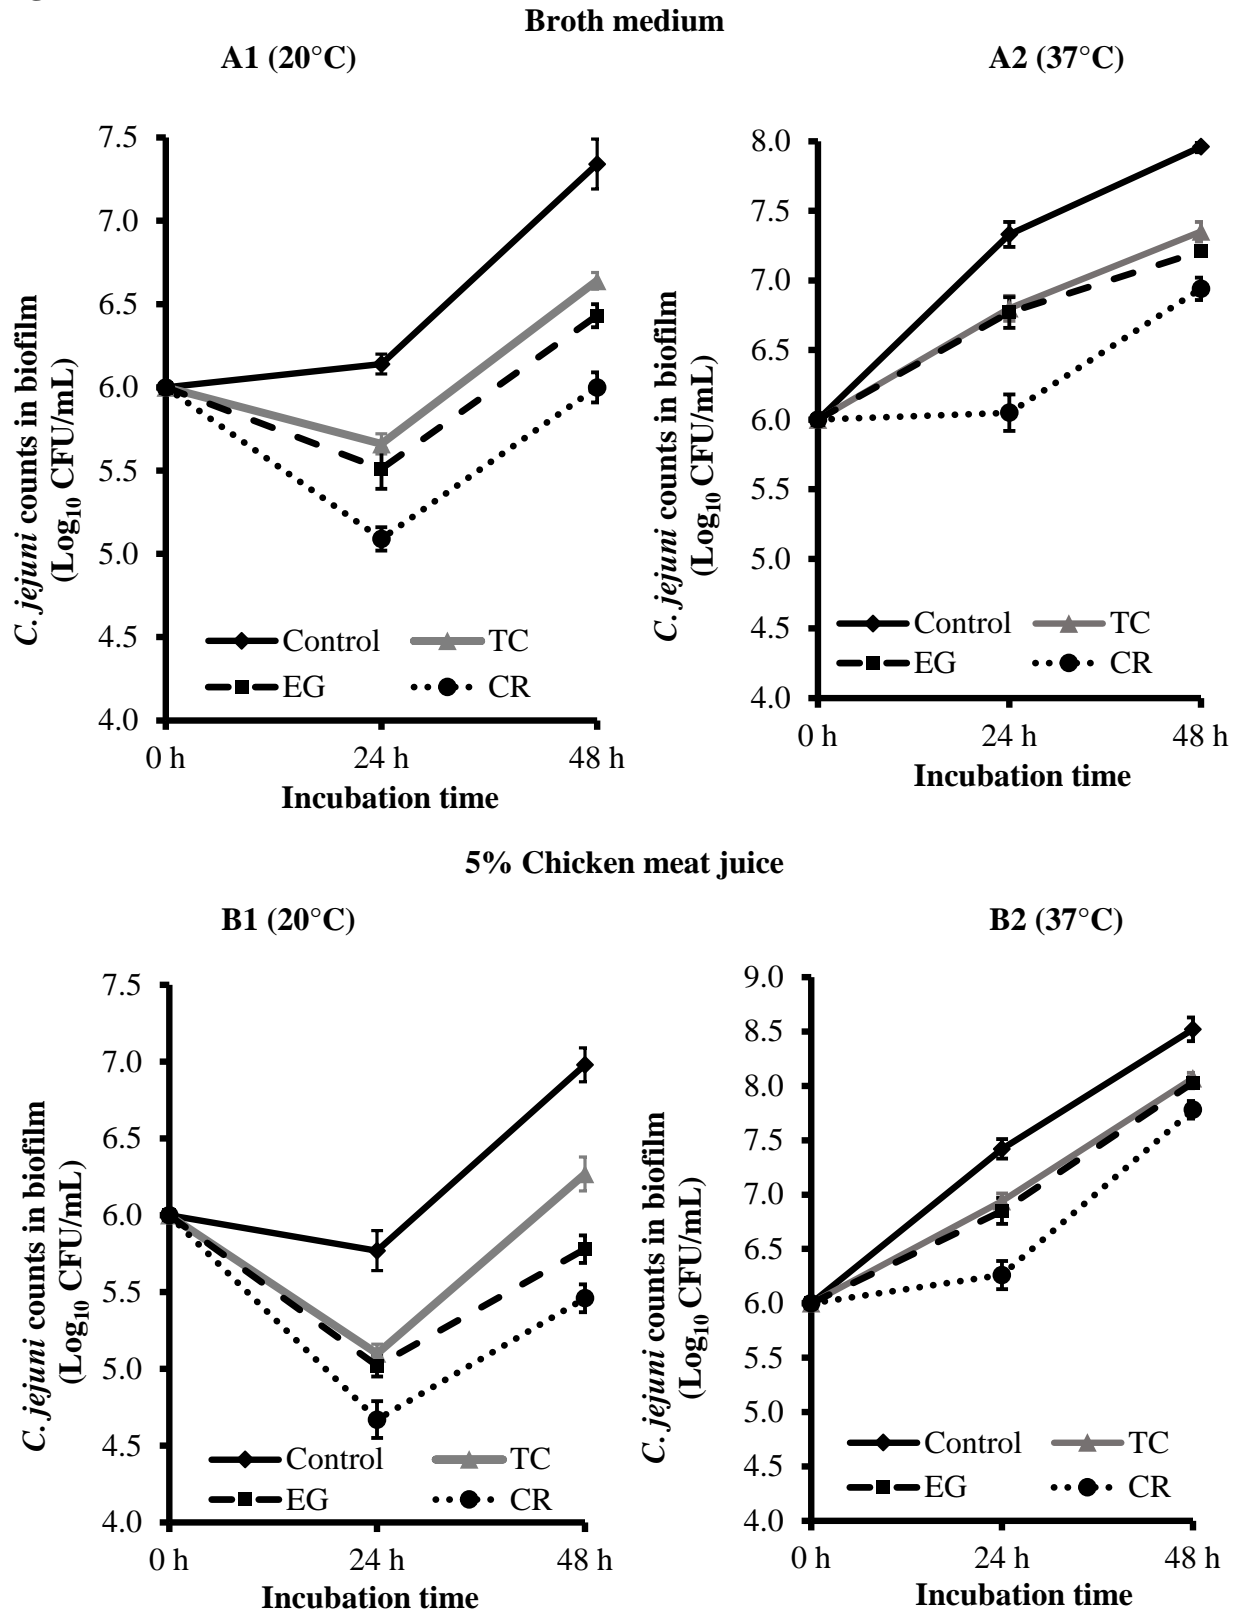 Broth medium
A1 (20°C)
A2 (37°C)
7.5
7.0
6.5
6.0
5.5
5.0
4.5
4.0
C. jejuni counts in biofilm
(Log10 CFU/mL)
Control
TC
EG
CR
0 h
24 h
48 h
Incubation time
8.0
7.5
7.0
6.5
6.0
5.5
5.0
4.5
4.0
C. jejuni counts in biofilm
(Log10 CFU/mL)
Control
TC
EG
CR
0 h
24 h
48 h
Incubation time
5% Chicken meat juice
B1 (20°C)
B2 (37°C)
7.5
7.0
6.5
6.0
5.5
5.0
4.5
4.0
C. jejuni counts in biofilm
(Log10 CFU/mL)
Control
TC
EG
CR
0 h
24 h
48 h
Incubation time
9.0
8.5
8.0
7.5
7.0
6.5
6.0
5.5
5.0
4.5
4.0
C. jejuni counts in biofilm
(Log10 CFU/mL)
Control
TC
EG
CR
0 h
24 h
48 h
Incubation time